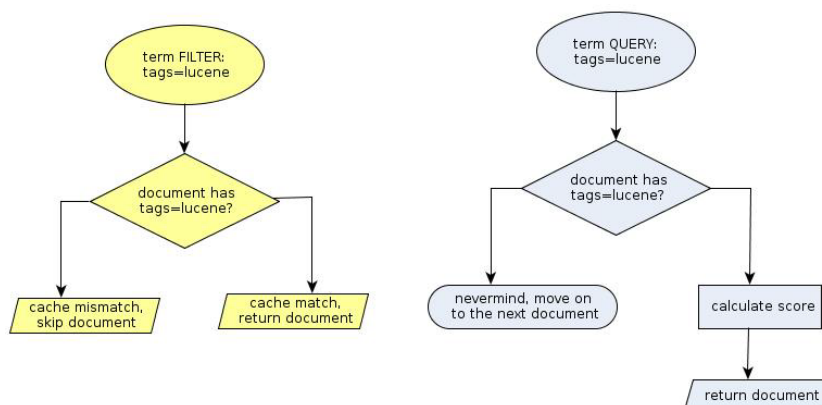 term FILTER:
tags=lucene
document has
tags=lucene?
cache mismatch,
skip document
cache match,
return document
term QUERY:
tags=lucene
document has
tags=lucene?
nevermind, move on
to the next document
calculate score
return document